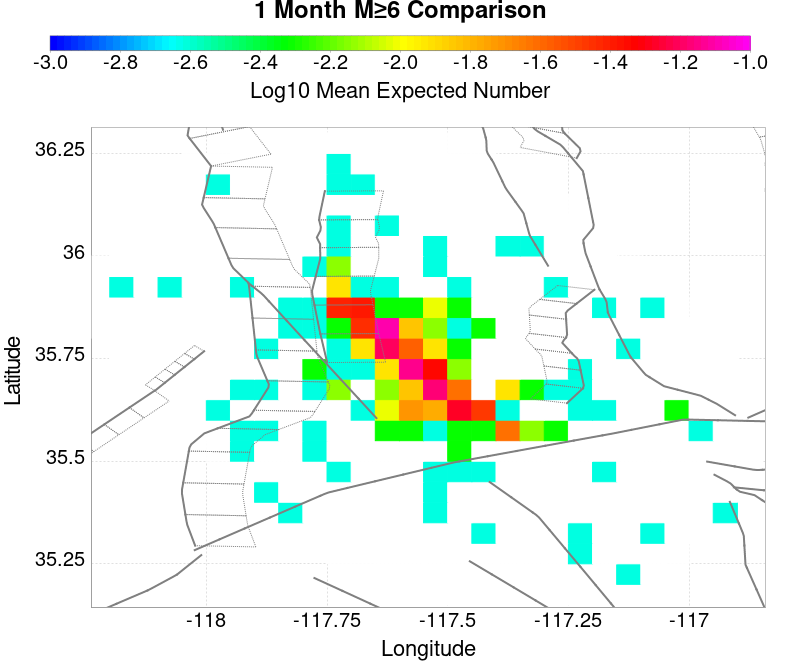 1 Month M≥6 Comparison
-3.0 -2.8 -2.6 -2.4 -2.2 -2.0 -1.8 -1.6 -1.4 -1.2 -1.0
Log10 Mean Expected Number
36.25
36
35.75
35.5
35.25
Latitude
-118 -117.75 -117.5 -117.25 -117
Longitude